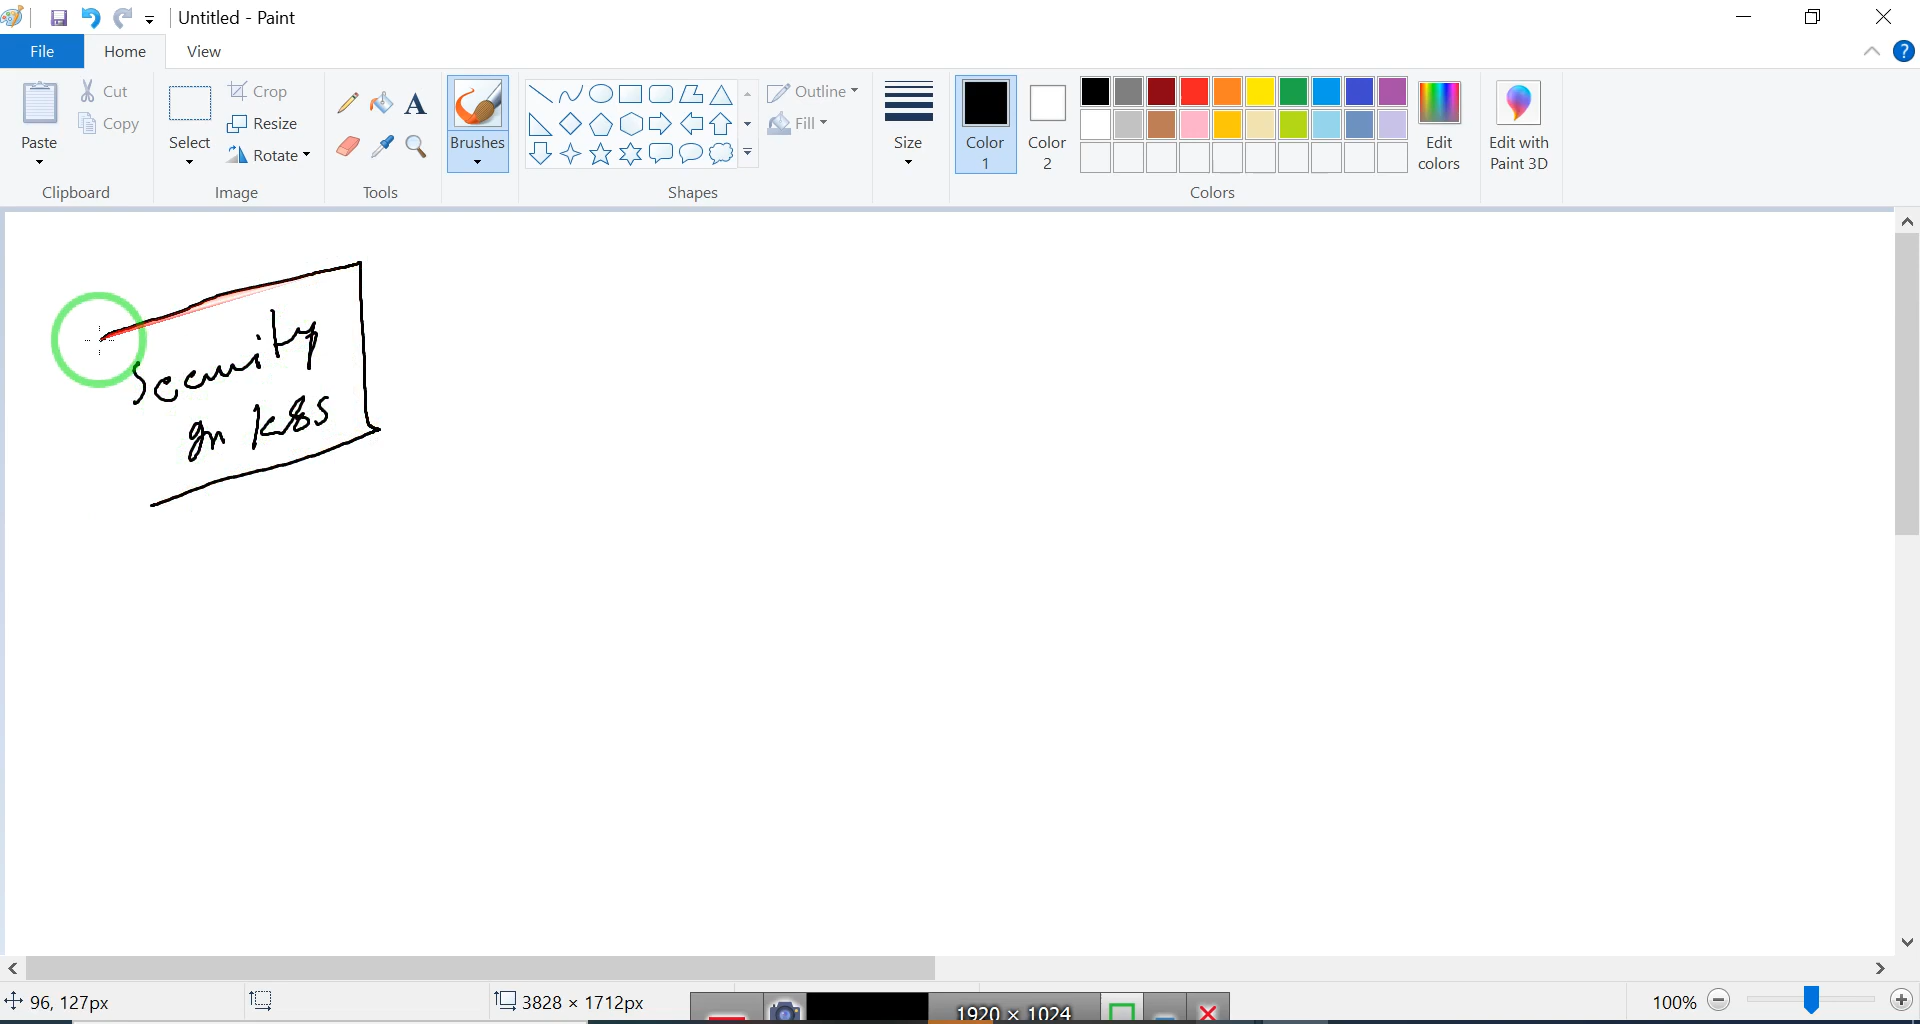 Untitled - Paint
File Home View
Paste
Cut
Copy
Clipboard
Select
Crop
Resize
Rotate
Image
A
Tools
Brushes
Shapes
Outline
Fill
Size
Color 1
Color 2
Colors
Edit colors
Edit with Paint 3D
?
Security
In K8s
96, 127px
3828 × 1712px
1920 × 1024
100%